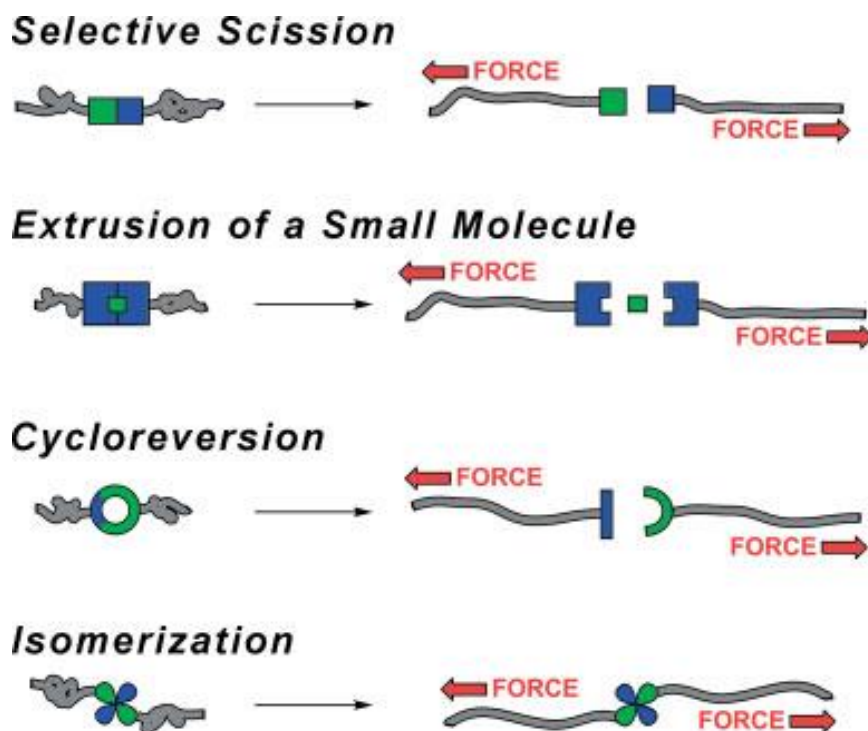 Selective Scission
FORCE
FORCE
Extrusion of a Small Molecule
FORCE
FORCE
Cycloreversion
FORCE
FORCE
Isomerization
FORCE
FORCE